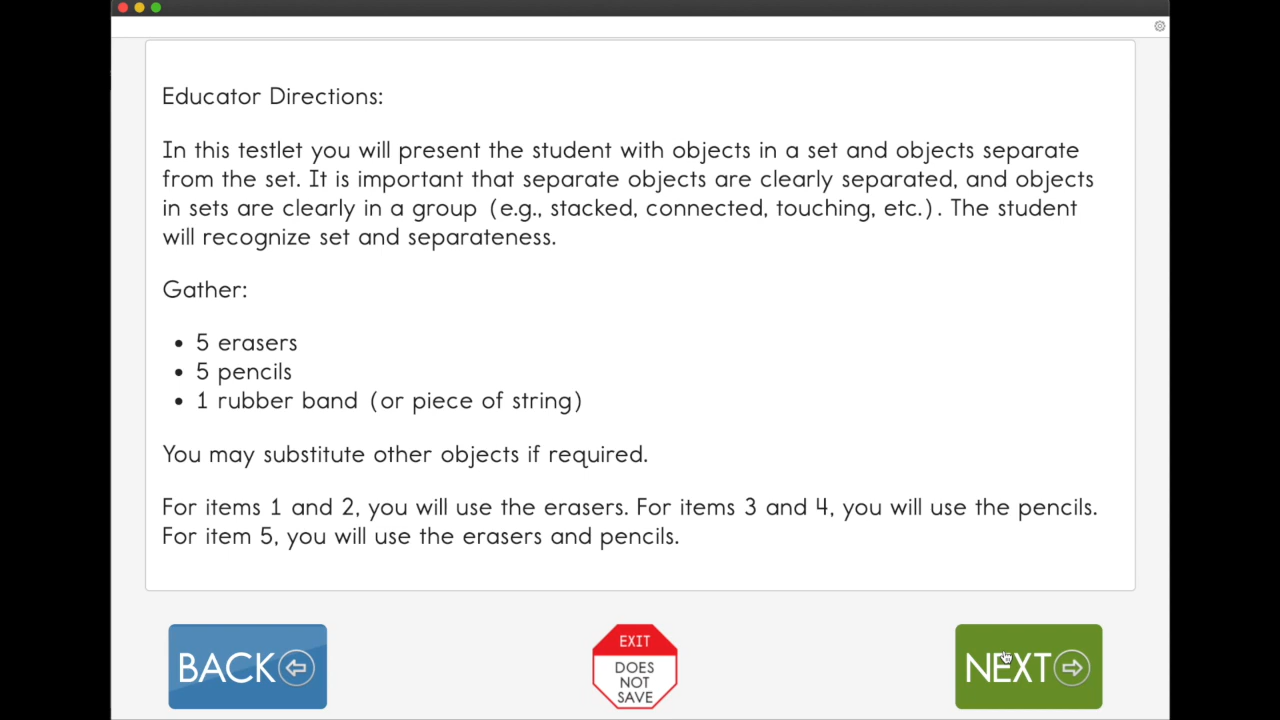 Educator Directions:
In this testlet you will present the student with objects in a set and objects separate
from the set. It is important that separate objects are clearly separated, and objects
in sets are clearly in a group (e.g., stacked, connected, touching, etc.). The student
will recognize set and separateness.
Gather:
• 5 erasers
• 5 pencils
• 1 rubber band (or piece of string)
You may substitute other objects if required.
For items 1 and 2, you will use the erasers. For items 3 and 4, you will use the pencils.
For item 5, you will use the erasers and pencils.
BACK
EXIT
DOES
NOT
SAVE
NEXT